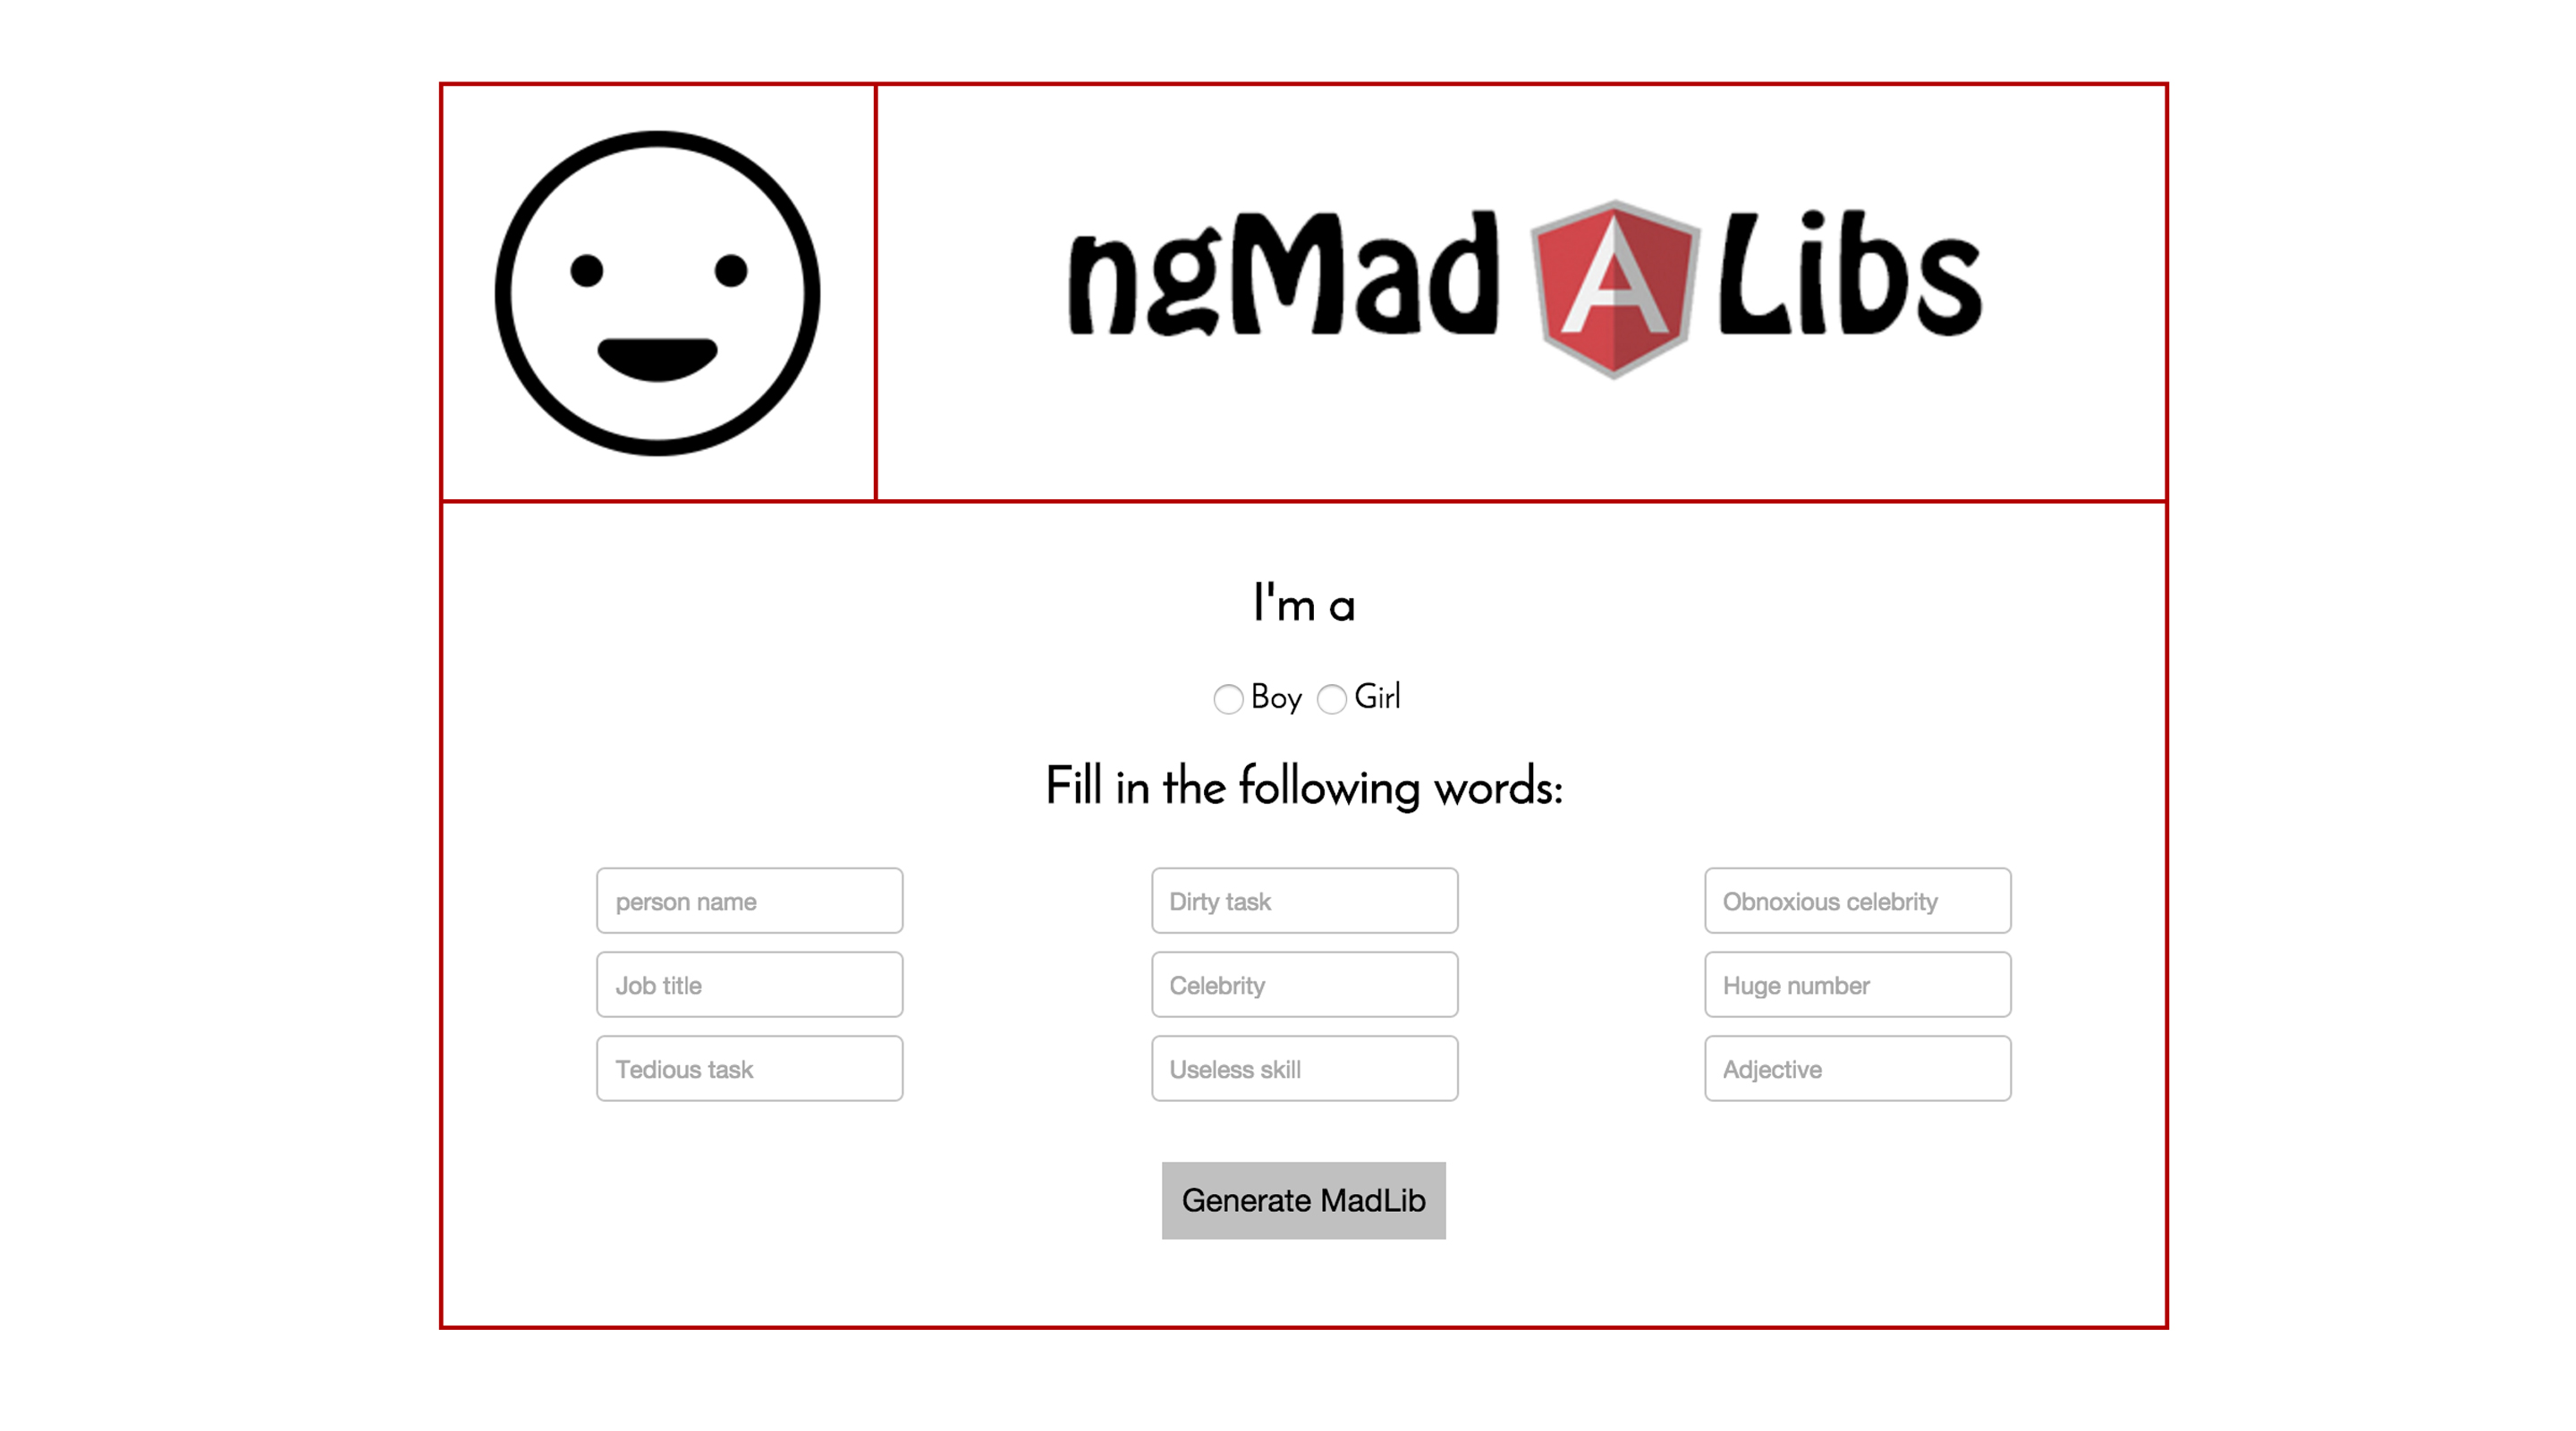 ngMad A Libs
I'm a
Boy Girl
Fill in the following words:
person name Dirty task Obnoxious celebrity
Job title Celebrity Huge number
Tedious task Useless skill Adjective
Generate MadLib